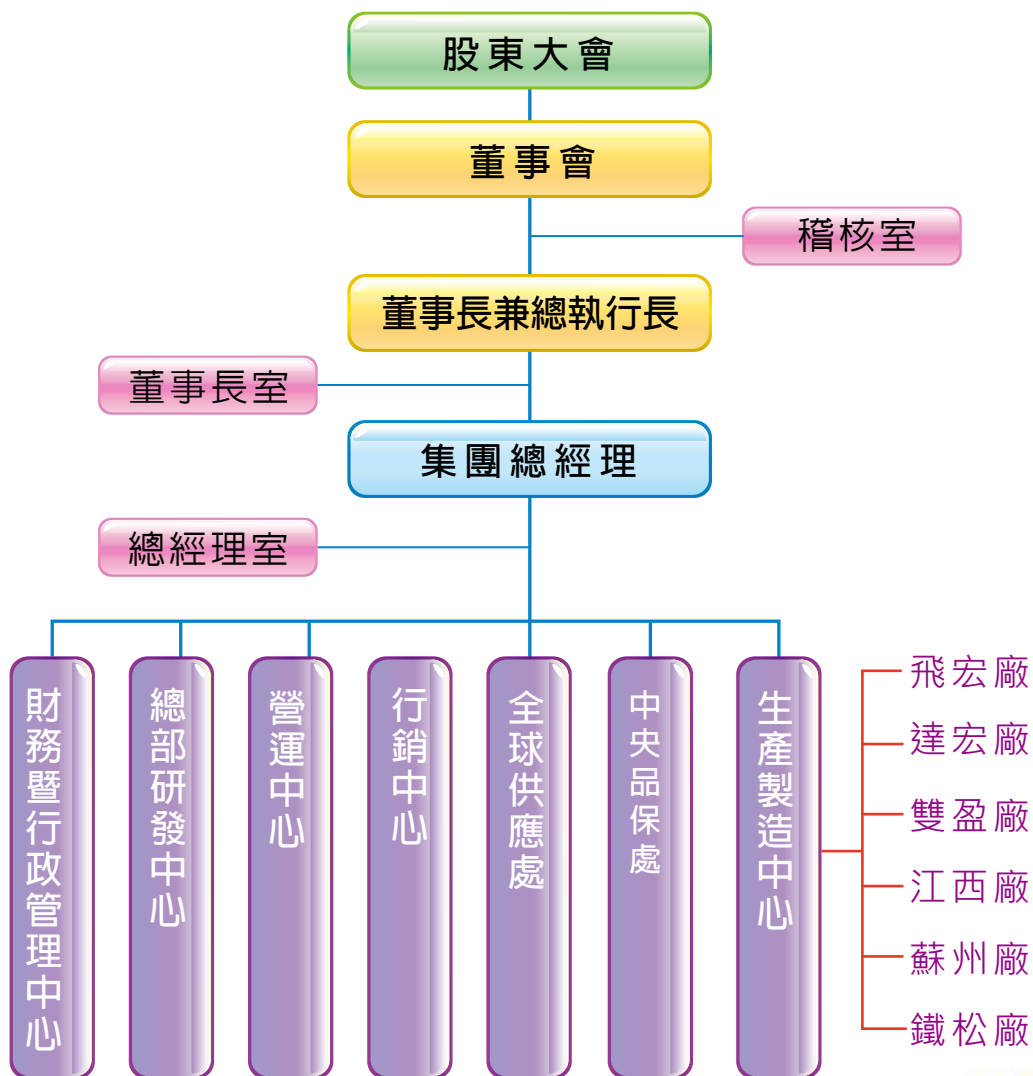 股東大會
董事會
稽核室
董事長兼總執行長
董事長室
集團總經理
總經理室
財務暨行政管理中心
總部研發中心
營運中心
行銷中心
全球供應處
中央品保處
生產製造中心
飛宏廠
達宏廠
雙盈廠
江西廠
蘇州廠
鐵松廠